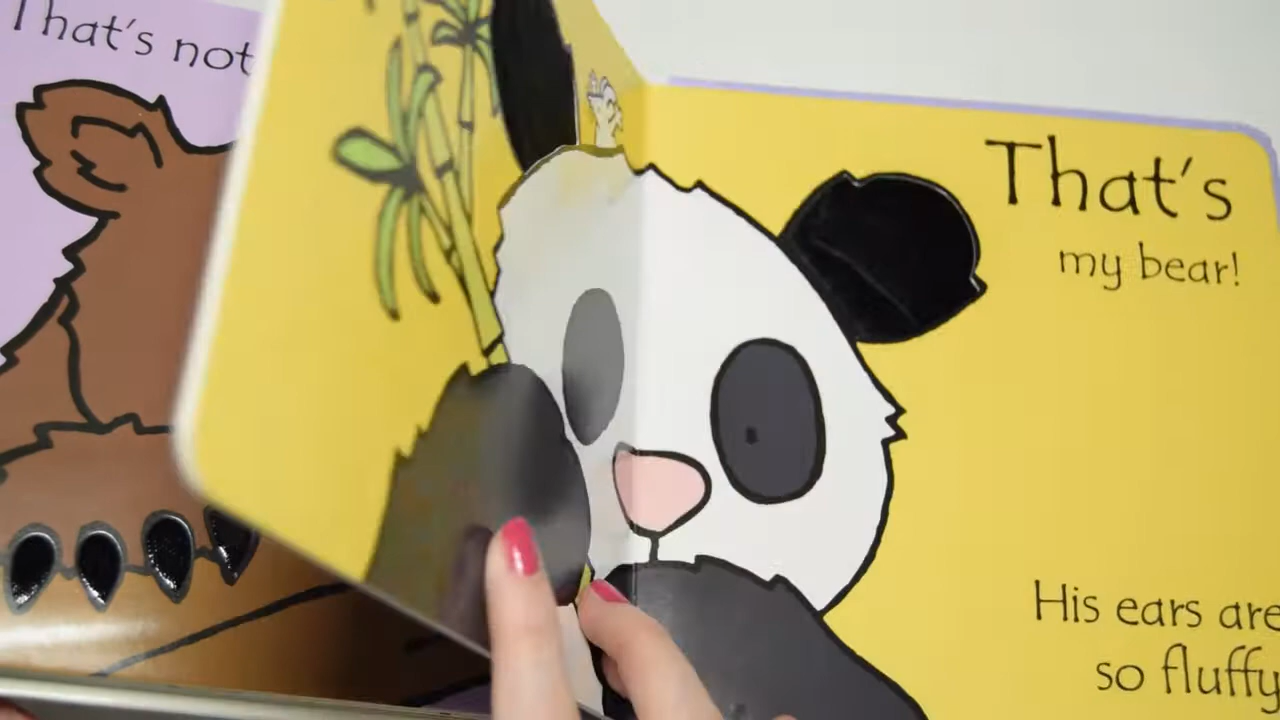 That's not
That's
my bear!
His ears are
so fluffy